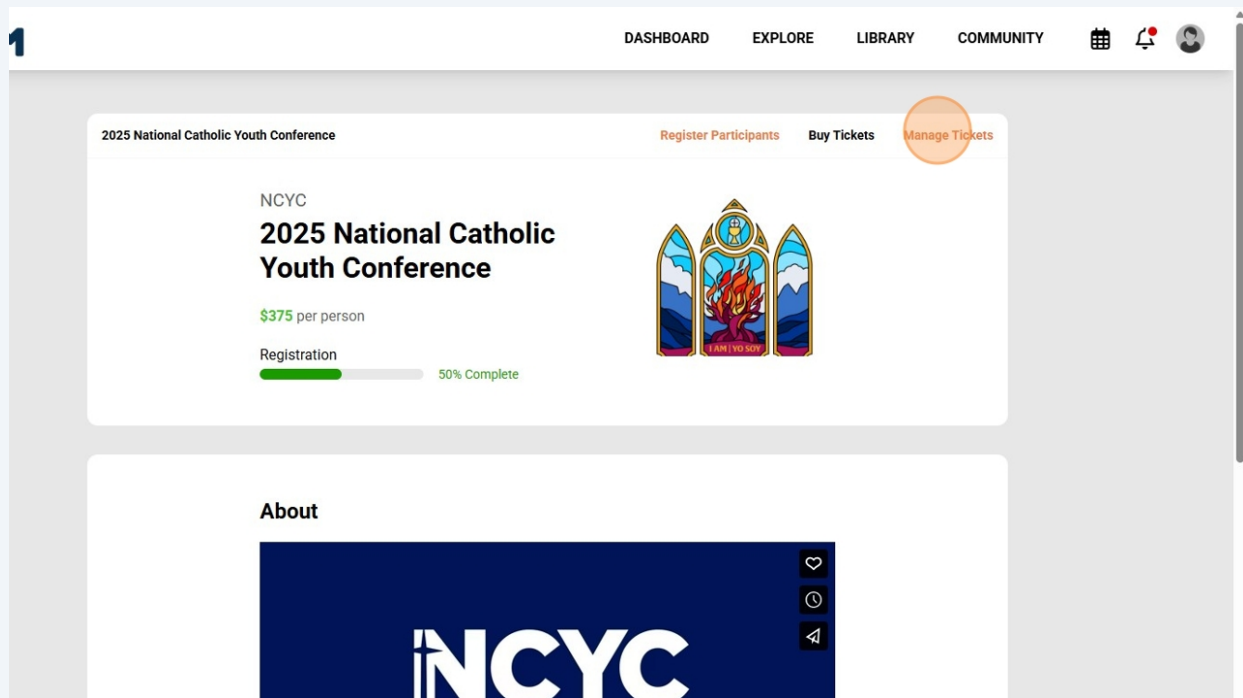 DASHBOARD EXPLORE LIBRARY COMMUNITY
2025 National Catholic Youth Conference Register Participants Buy Tickets Manage Tickets
NCYC
2025 National Catholic
Youth Conference
$375 per person
I AM | YO SOY
Registration
50% Complete
About
NCYC